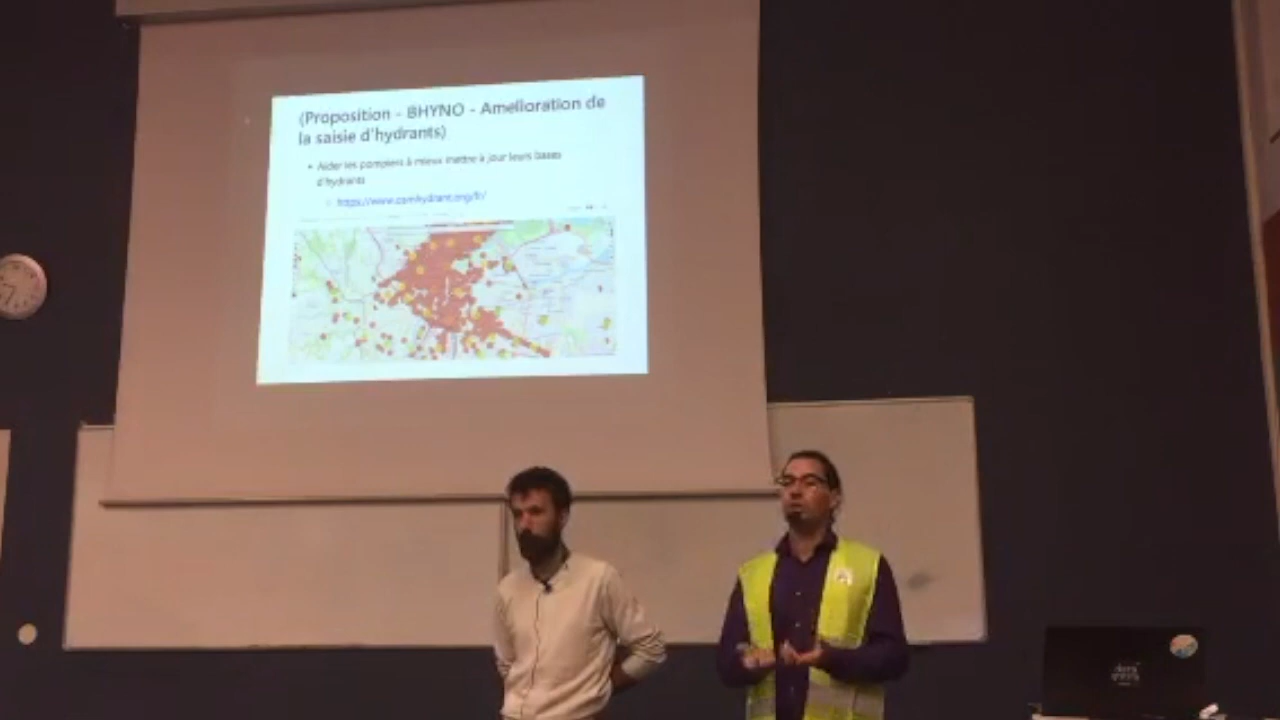 (Proposition - BHYNO - Amelioration de
la saisie d'hydrants)
• Aider les pompiers à mieux mettre à jour leurs bases
d'hydrants
https://www.osmhydrant.org/fr/